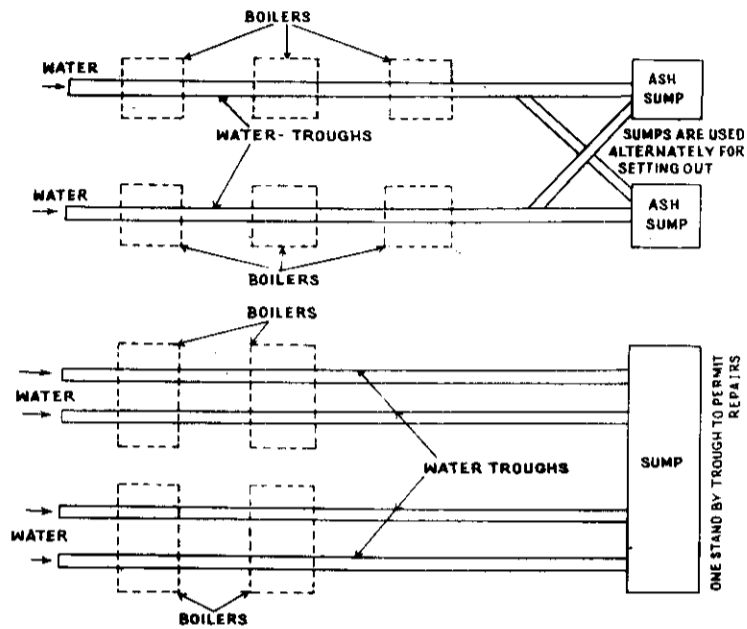 BOILERS
WATER
ASH
SUMP
WATER- TROUGHS
SUMPS ARE USED
ALTERNATELY FOR
SETTING OUT
WATER
ASH
SUMP
BOILERS
BOILERS
WATER
ONE STAND BY TROUGH TO PERMIT
REPAIRS
WATER TROUGHS
SUMP
WATER
BOILERS